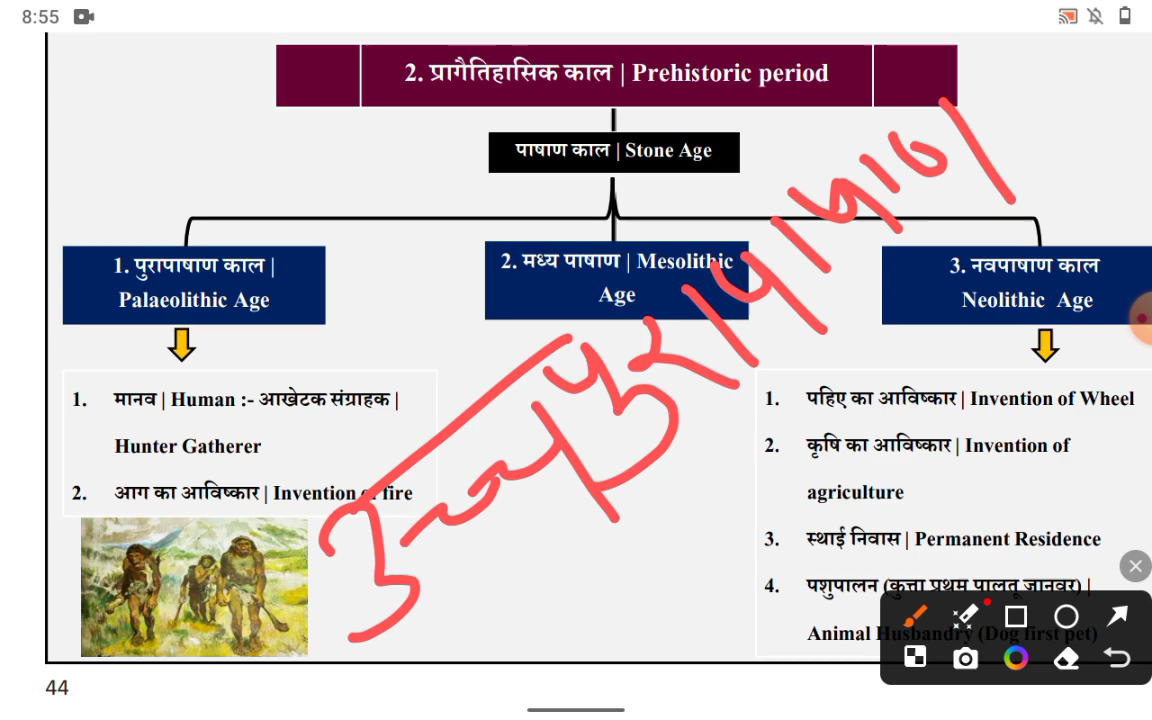 8:55
2. प्रागैतिहासिक काल | Prehistoric period
पाषाण काल | Stone Age
1. पुरापाषाण काल |
Palaeolithic Age
2. मध्य पाषाण | Mesolithic
Age
3. नवपाषाण काल
Neolithic Age
1. मानव | Human :- आखेटक संग्राहक |
Hunter Gatherer
2. आग का आविष्कार | Invention of fire
1. पहिए का आविष्कार | Invention of Wheel
2. कृषि का आविष्कार | Invention of
agriculture
3. स्थाई निवास | Permanent Residence
4. पशुपालन (कुत्ता प्रथम पालतू जानवर) |
Animal Husbandry (Dog first pet)
44